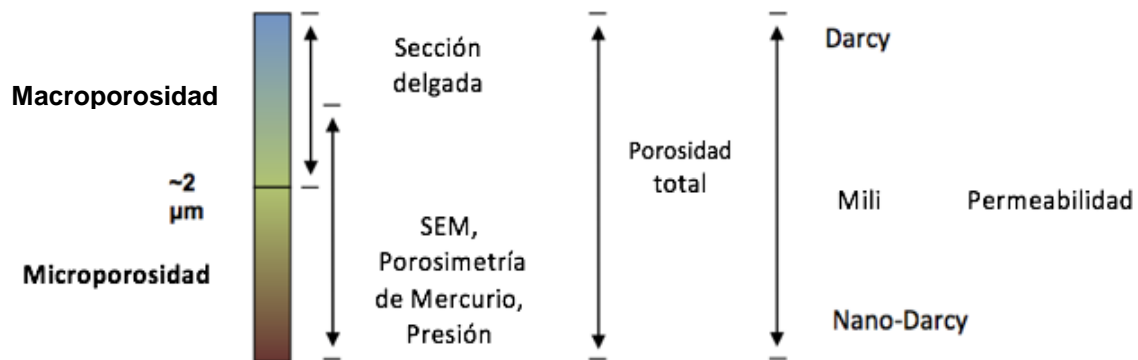 Macroporosidad
~2
µm
Microporosidad
Sección
delgada
SEM,
Porosimetría
de Mercurio,
Presión
Porosidad
total
Darcy
Mili
Nano-Darcy
Permeabilidad